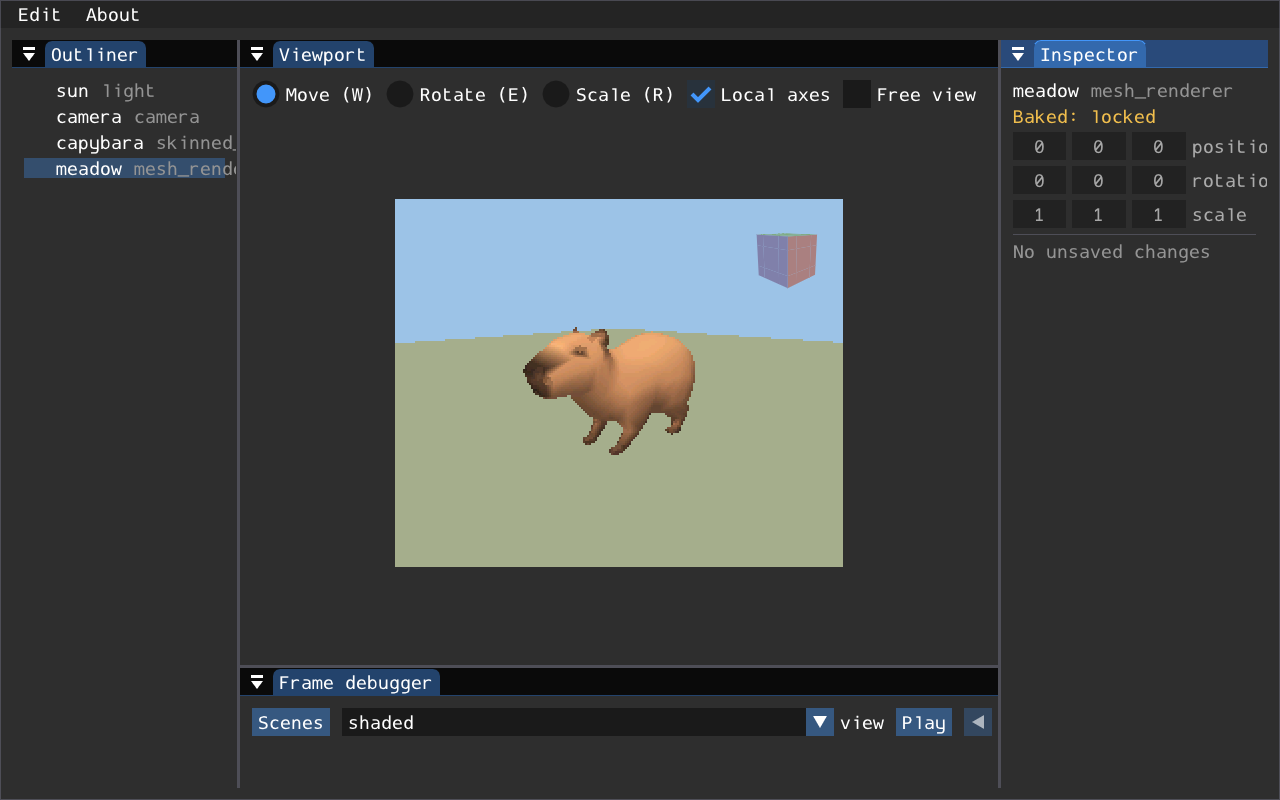 Edit About
Outliner
sun light
camera camera
capybara skinned_
meadow mesh_rende
Viewport
Move (W) Rotate (E) Scale (R) Local axes Free view
Frame debugger
Scenes shaded view Play
Inspector
meadow mesh_renderer
Baked: locked
0 0 0 positio
0 0 0 rotatio
1 1 1 scale
No unsaved changes